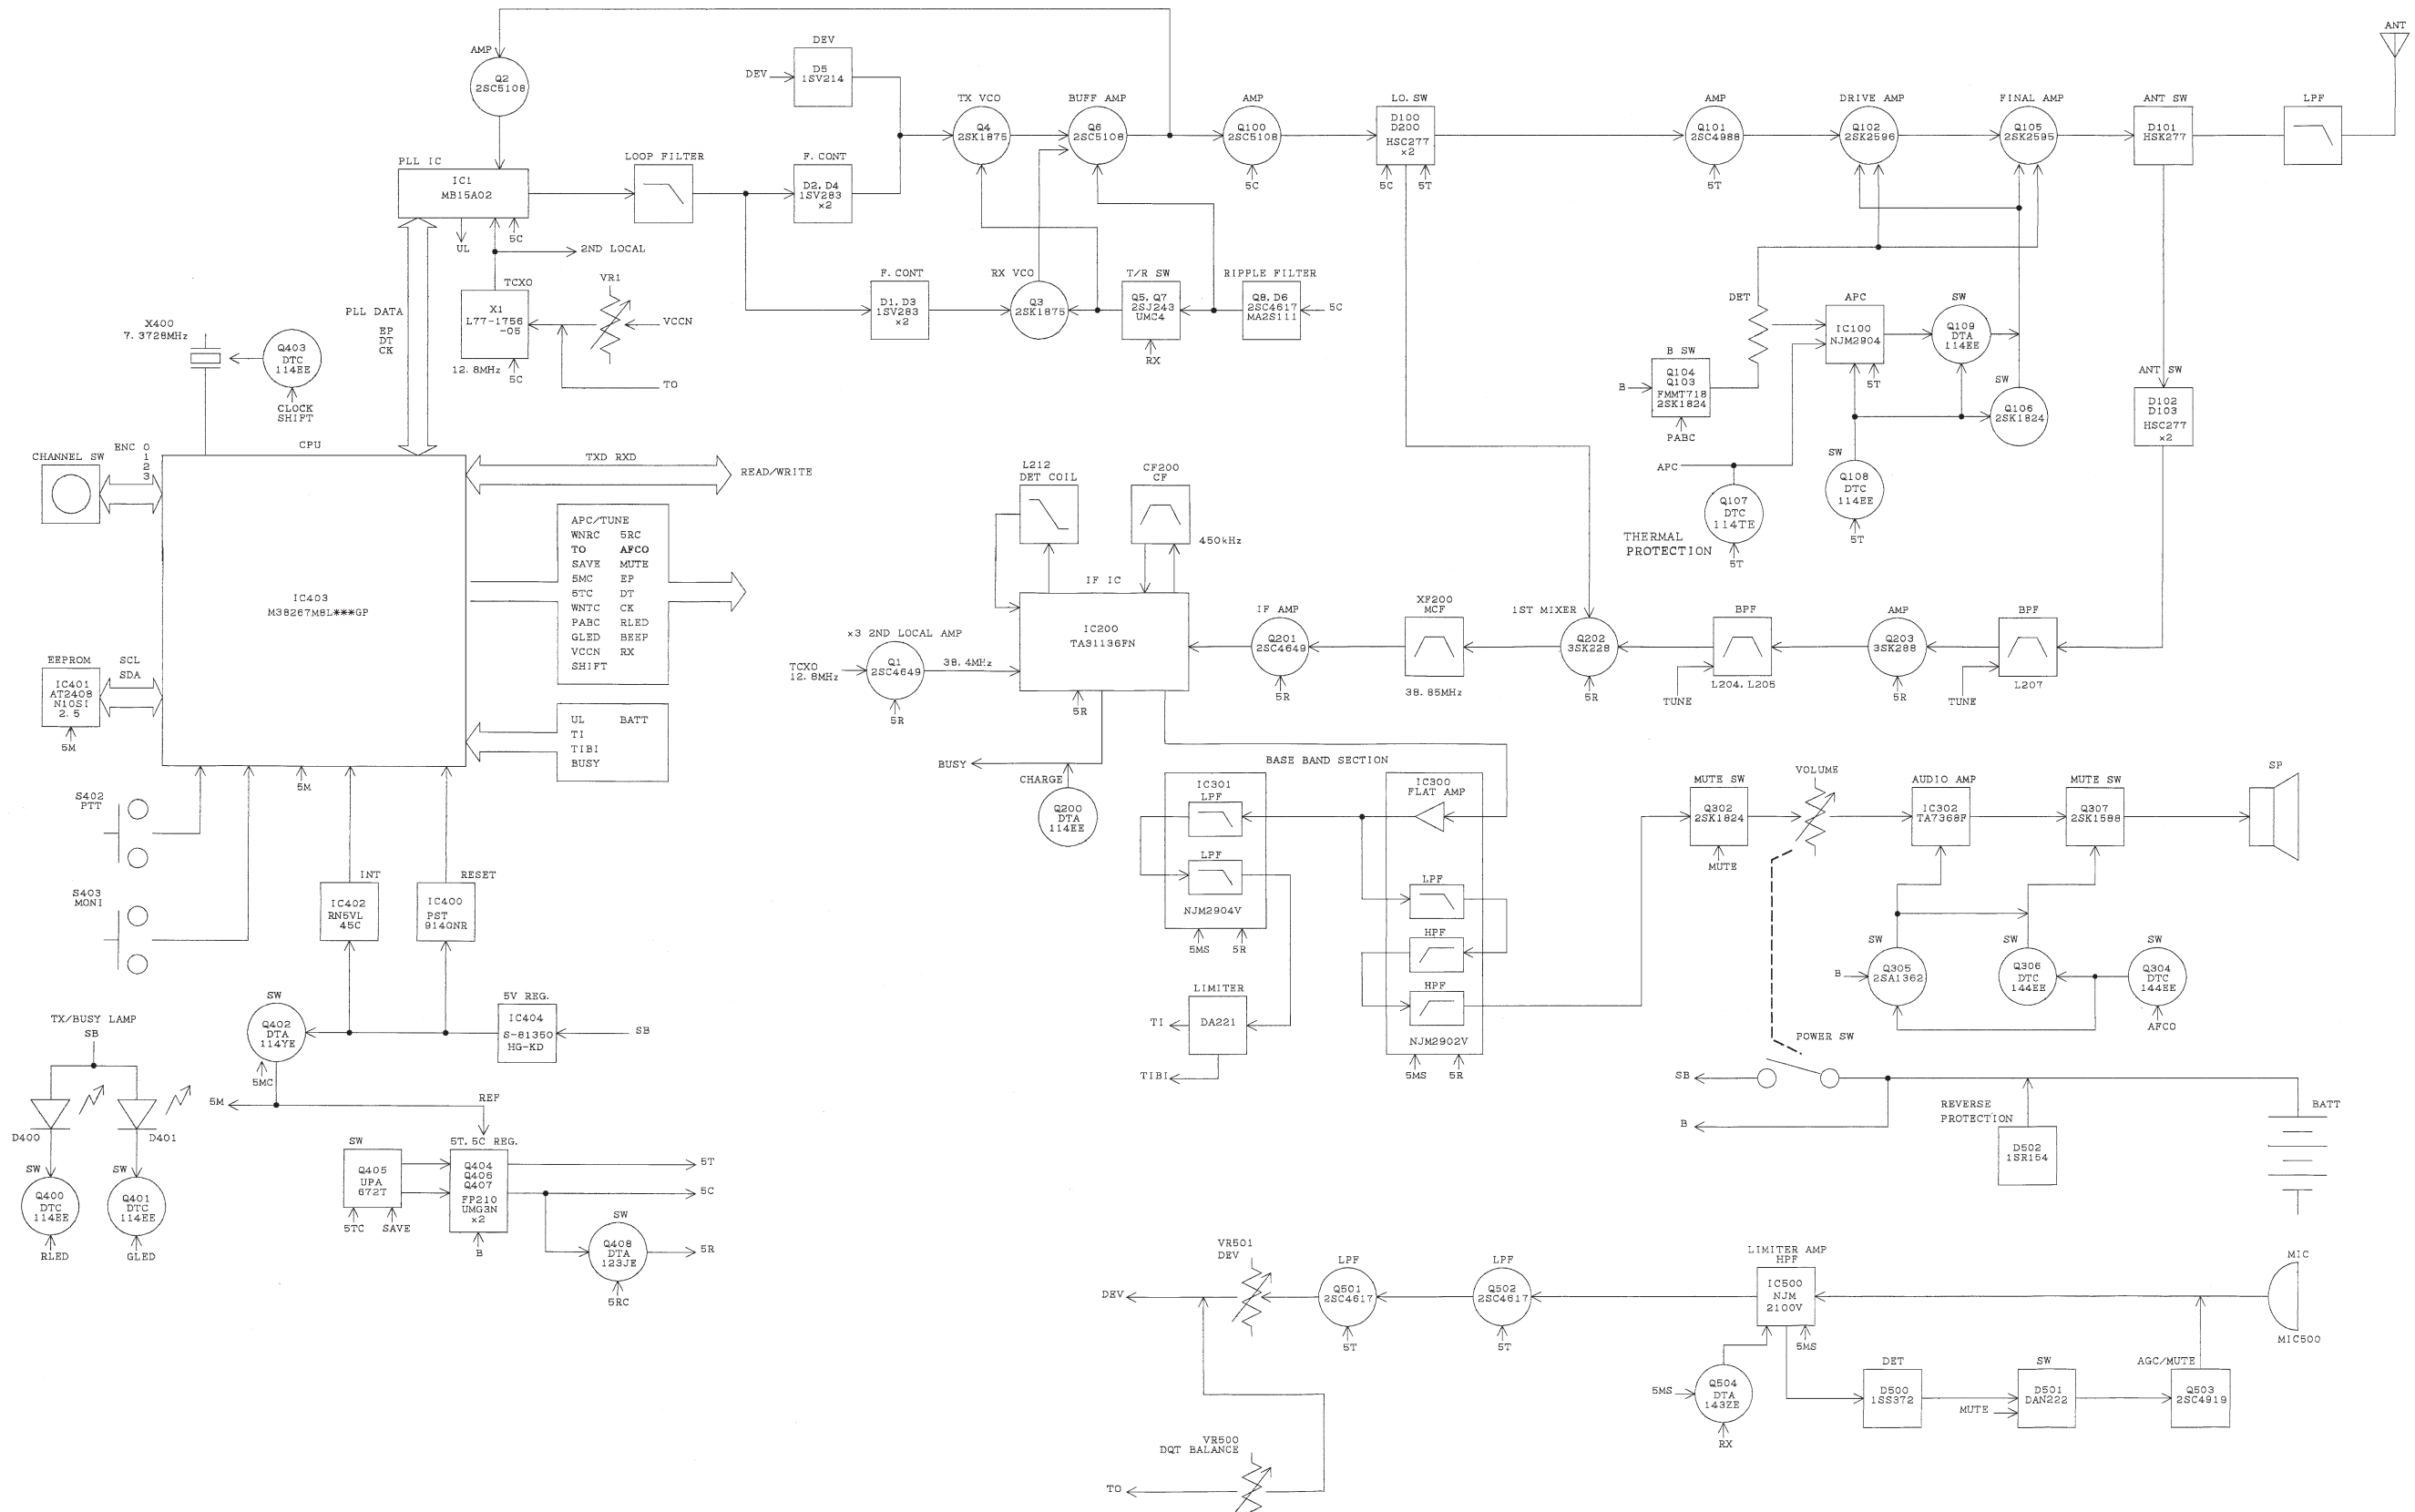 ANT
AMP
Q2
2SC5108
DEV
DEV
D5
1SV214
TX VCO
Q4
2SK1875
BUFF AMP
Q6
2SC5108
AMP
Q100
2SC5108
5C
LO. SW
D100
D200
HSC277
×2
5C
5T
AMP
Q101
2SC4988
5T
DRIVE AMP
Q102
2SK2596
FINAL AMP
Q105
2SK2595
ANT SW
D101
HSK277
LPF
PLL IC
IC1
MB15A02
UL
5C
2ND LOCAL
LOOP FILTER
F. CONT
D2. D4
1SV283
×2
F. CONT
D1. D3
1SV283
×2
RX VCO
Q3
2SK1875
T/R SW
Q5. Q7
2SJ243
UMC4
RX
RIPPLE FILTER
Q8. D6
2SC4617
MA2S111
5C
TCXO
X1
L77-1756
-05
12. 8MHz
5C
VR1
VCCN
TO
PLL DATA
EP
DT
CK
X400
7. 3728MHz
Q403
DTC
114EE
CLOCK
SHIFT
DET
APC
IC100
NJM2904
5T
SW
Q109
DTA
114EE
B SW
B
Q104
Q103
FMMT718
2SK1824
PABC
SW
Q106
2SK1824
APC
Q107
DTC
114TE
5T
THERMAL
PROTECTION
SW
Q108
DTC
114EE
5T
ANT SW
D102
D103
HSC277
×2
CHANNEL SW
ENC 0
1
2
3
CPU
IC403
M38267M8L***GP
TXD RXD
READ/WRITE
APC/TUNE
WNRC 5RC
TO AFCO
SAVE MUTE
5MC EP
5TC DT
WNTC CK
PABC RLED
GLED BEEP
VCCN RX
SHIFT
UL BATT
TI
TIBI
BUSY
EEPROM
SCL
SDA
IC401
AT2408
N10SI
2. 5
5M
5M
L212
DET COIL
CF200
CF
450kHz
IF IC
IC200
TA31136FN
5R
×3 2ND LOCAL AMP
TCXO
12. 8MHz
Q1
2SC4649
5R
38. 4MHz
IF AMP
Q201
2SC4649
5R
XF200
MCF
38. 85MHz
1ST MIXER
Q202
3SK228
5R
BPF
L204. L205
TUNE
AMP
Q203
3SK288
5R
BPF
L207
TUNE
BUSY
CHARGE
Q200
DTA
114EE
BASE BAND SECTION
IC301
LPF
LPF
NJM2904V
5MS
5R
IC300
FLAT AMP
LPF
HPF
HPF
NJM2902V
5MS
5R
LIMITER
DA221
TI
TIBI
MUTE SW
Q302
2SK1824
MUTE
VOLUME
AUDIO AMP
IC302
TA7368F
MUTE SW
Q307
2SK1588
SP
SW
B
Q305
2SA1362
SW
Q306
DTC
144EE
SW
Q304
DTC
144EE
AFCO
POWER SW
SB
B
REVERSE
PROTECTION
D502
1SR154
BATT
S402
PTT
S403
MONI
INT
IC402
RN5VL
45C
RESET
IC400
PST
9140NR
SW
Q402
DTA
114YE
5MC
5V REG.
IC404
S-81350
HG-KD
SB
5M
REF
TX/BUSY LAMP
SB
D400
D401
SW
Q400
DTC
114EE
RLED
SW
Q401
DTC
114EE
GLED
SW
Q405
UPA
672T
5TC
SAVE
5T. 5C REG.
Q404
Q406
Q407
FP210
UMG3N
×2
B
5T
5C
SW
Q408
DTA
123JE
5RC
5R
VR501
DEV
DEV
LPF
Q501
2SC4617
5T
LPF
Q502
2SC4617
5T
LIMITER AMP
HPF
IC500
NJM
2100V
5MS
MIC
MIC500
5MS
Q504
DTA
143ZE
RX
DET
D500
1SS372
SW
D501
DAN222
MUTE
AGC/MUTE
Q503
2SC4919
VR500
DQT BALANCE
TO